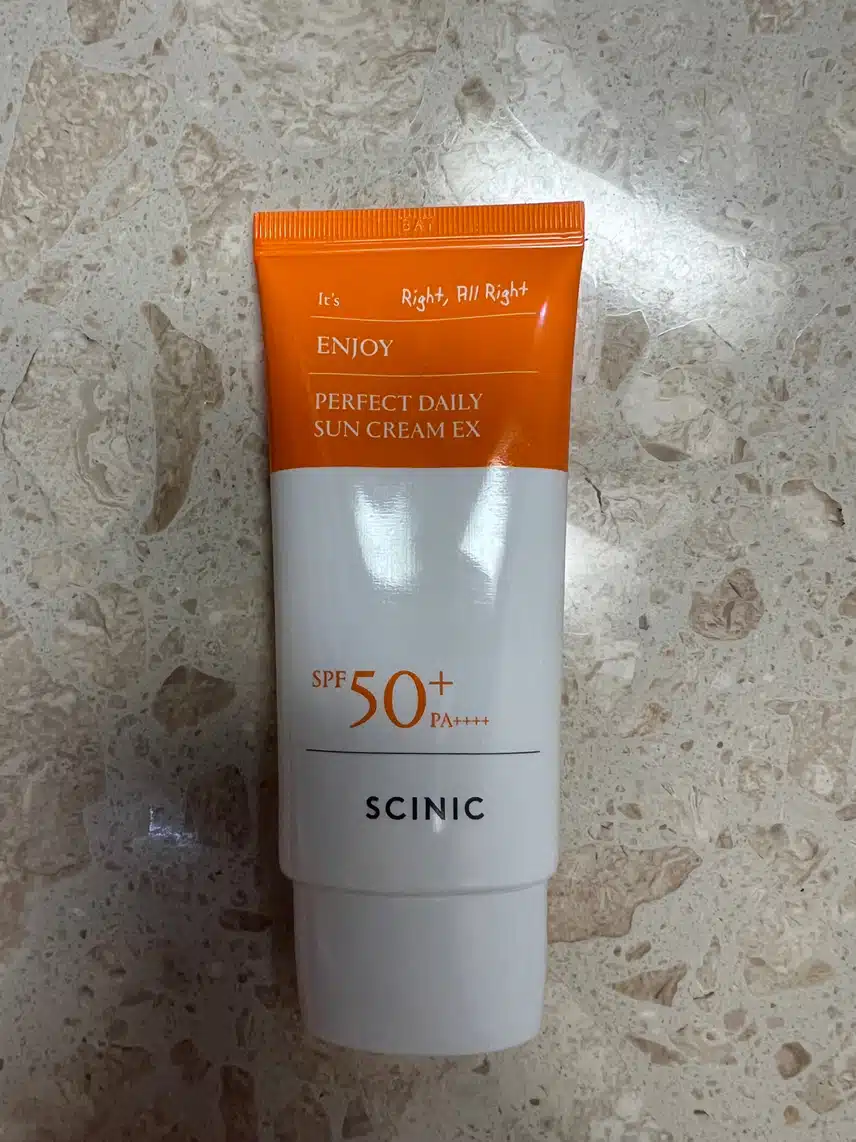 It's Right, All Right
ENJOY
PERFECT DAILY
SUN CREAM EX
SPF 50+ PA++++
SCINIC